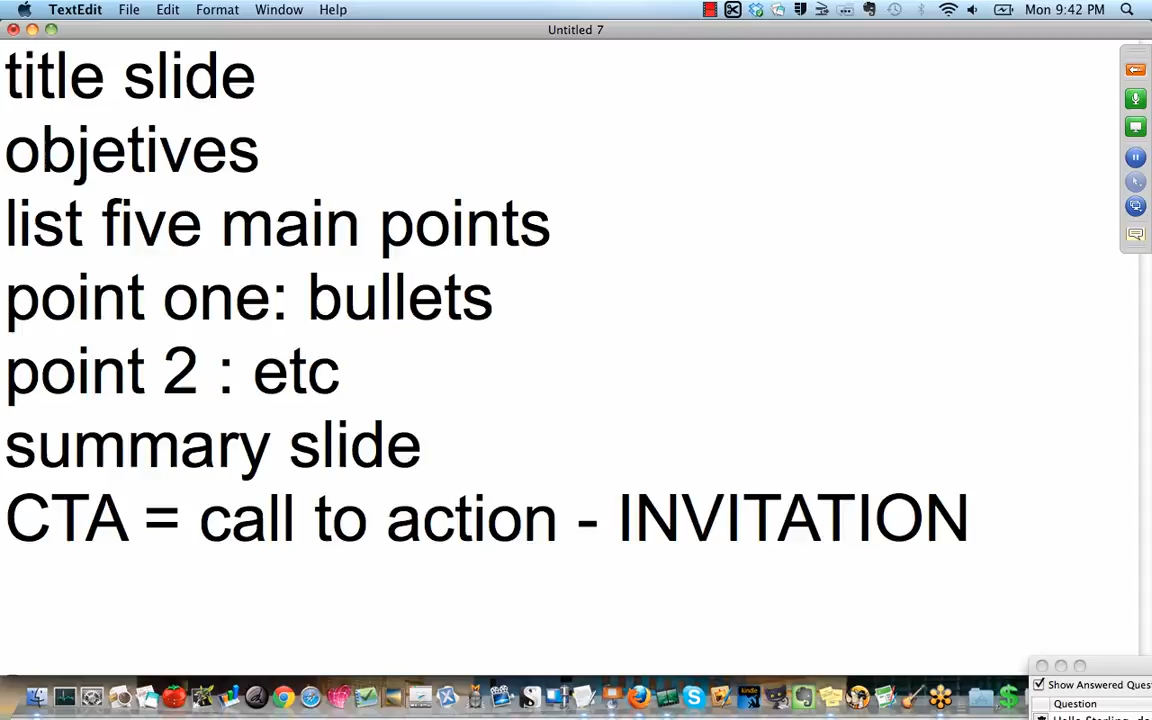 TextEdit File Edit Format Window Help Mon 9:42 PM
Untitled 7
title slide
objetives
list five main points
point one: bullets
point 2 : etc
summary slide
CTA = call to action - INVITATION
Show Answered Ques
Question